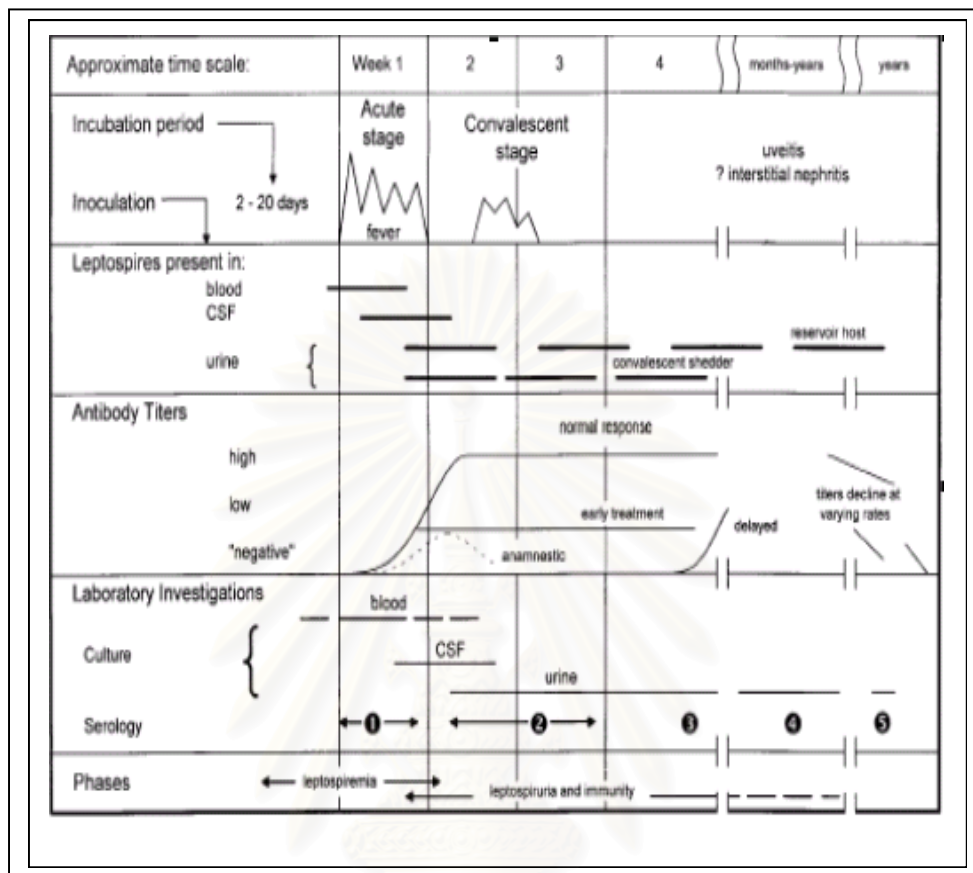 Approximate time scale: Week 1 2 3 4 months-years years
Incubation period
Inoculation
2 - 20 days
Acute
stage
fever
Convalescent
stage
uveitis
? interstitial nephritis
Leptospires present in:
blood
CSF
urine {
reservoir host
convalescent shedder
Antibody Titers
high
low
"negative"
normal response
early treatment
anamnestic
delayed
titers decline at
varying rates
Laboratory Investigations
Culture {
blood
CSF
urine
Serology ❶ ❷ ❸ ❹ ❺
Phases
leptospiremia
leptospiruria and immunity